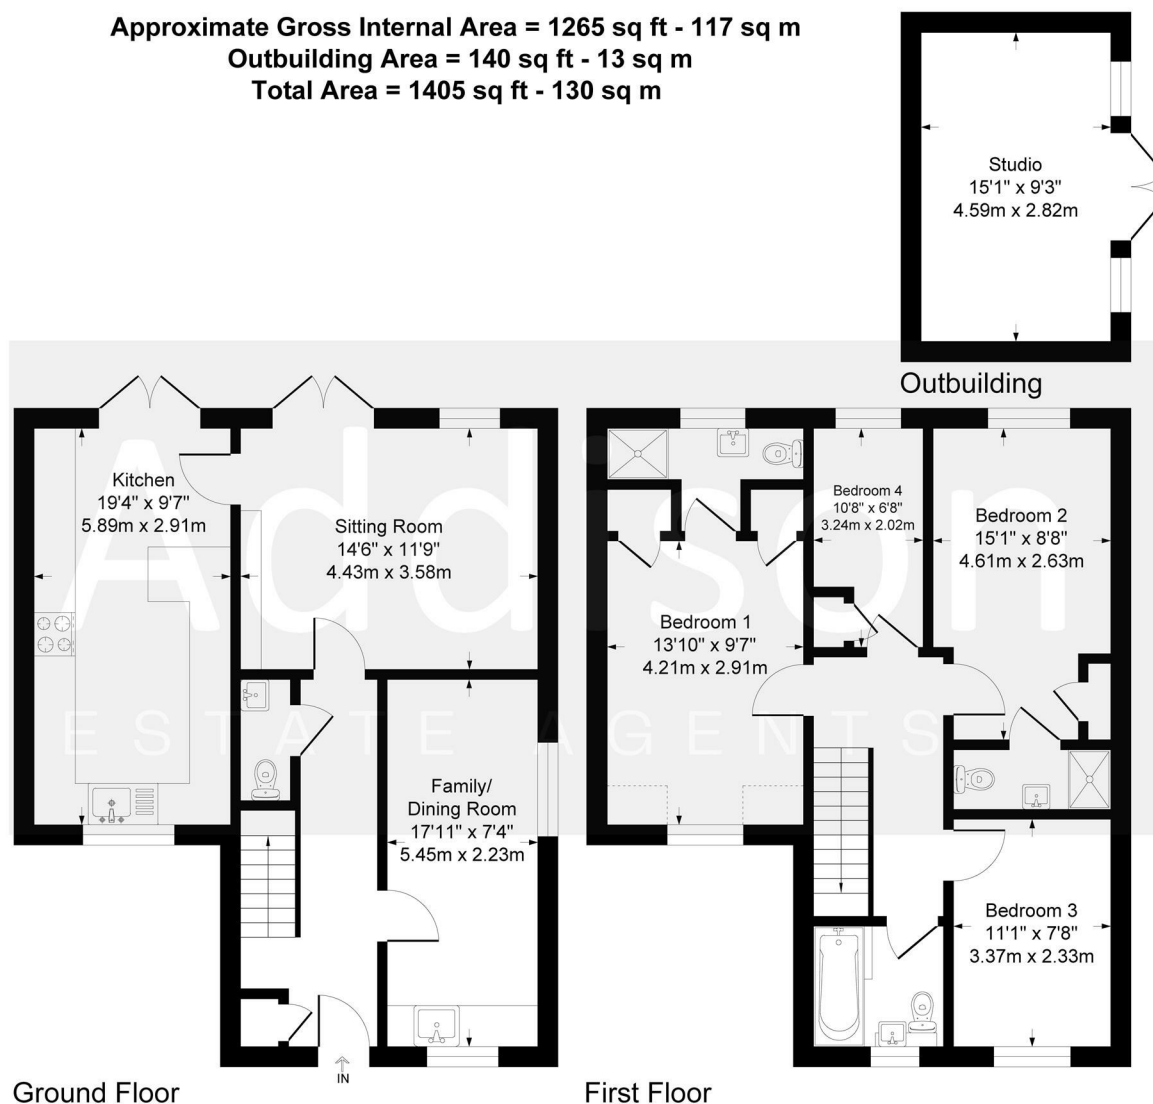 Approximate Gross Internal Area = 1265 sq ft - 117 sq m
Outbuilding Area = 140 sq ft - 13 sq m
Total Area = 1405 sq ft - 130 sq m
Studio
15'1" x 9'3"
4.59m x 2.82m
Outbuilding
Addison
ESTATE AGENTS
Kitchen
19'4" x 9'7"
5.89m x 2.91m
Sitting Room
14'6" x 11'9"
4.43m x 3.58m
Family/
Dining Room
17'11" x 7'4"
5.45m x 2.23m
IN
Ground Floor
Bedroom 4
10'8" x 6'8"
3.24m x 2.02m
Bedroom 2
15'1" x 8'8"
4.61m x 2.63m
Bedroom 1
13'10" x 9'7"
4.21m x 2.91m
Bedroom 3
11'1" x 7'8"
3.37m x 2.33m
First Floor